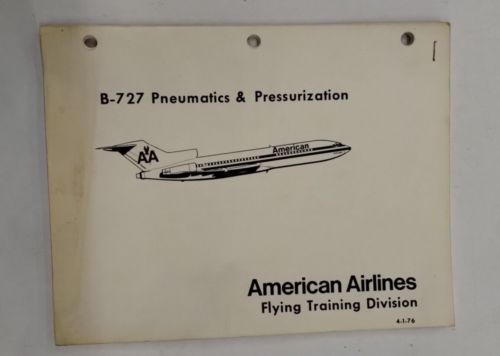 B-727 Pneumatics & Pressurization
American
AA
American Airlines
Flying Training Division
4-1-76